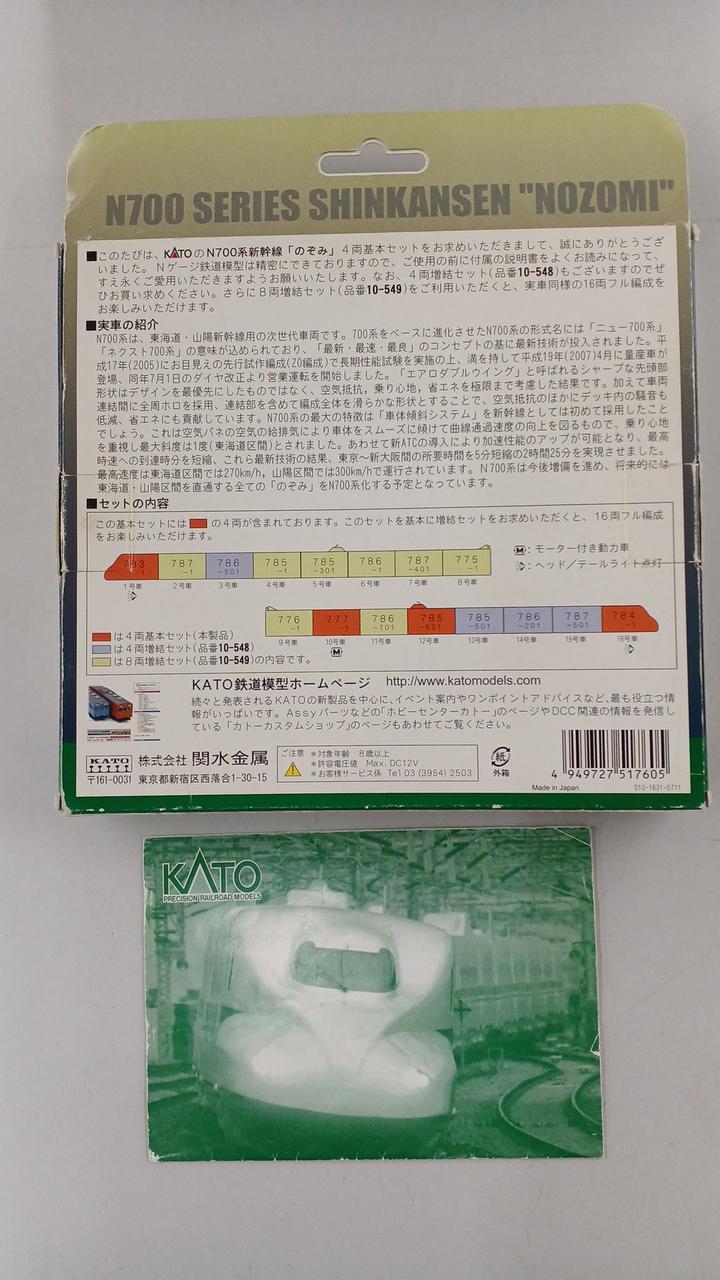 N700 SERIES SHINKANSEN "NOZOMI"
■このたびは、KATOのN700系新幹線「のぞみ」4両基本セットをお求めいただきまして、誠にありがとうござ
いました。Nゲージ鉄道模型は精密にできておりますので、ご使用の前に付属の説明書をよくお読みになって、
すえ永くご愛用いただきますようお願いいたします。なお、4両増結セット(品番10-548)もございますのでぜ
ひお買い求めください。さらに8両増結セット(品番10-549)をご利用いただくと、実車同様の16両フル編成を
お楽しみいただけます。
■実車の紹介
N700系は、東海道・山陽新幹線用の次世代車両です。700系をベースに進化させたN700系の形式名には「ニュー700系」
「ネクスト700系」の意味が込められており、「最新・最速・最良」のコンセプトの基に最新技術が投入されました。平
成17年(2005)にお目見えの先行試作編成(Z0編成)で長期性能試験を実施の上、満を持して平成19年(2007)4月に量産車が
登場、同年7月1日のダイヤ改正より営業運転を開始しました。「エアロダブルウイング」と呼ばれるシャープな先頭部
形状はデザインを最優先にしたものではなく、空気抵抗，乗り心地，省エネを極限まで考慮した結果です。加えて車両
連結間に全周ホロを採用、連結部を含めて編成全体を滑らかな形状とすることで、空気抵抗のほかにデッキ内の騒音も
低減、省エネにも貢献しています。N700系の最大の特徴は「車体傾斜システム」を新幹線としては初めて採用したこと
でしょう。これは空気バネの空気の給排気により車体をスムーズに傾けて曲線通過速度の向上を図るもので、乗り心地
を重視し最大斜度は1度(東海道区間)とされました。あわせて新ATCの導入により加速性能のアップが可能となり、最高
時速への到達時分を短縮、これら最新技術の結果、東京〜新大阪間の所要時間を5分短縮の2時間25分を実現させました。
最高速度は東海道区間では270km/h，山陽区間では300km/hで運行されています。N700系は今後増備を進め、将来的には
東海道・山陽区間を直通する全ての「のぞみ」をN700系化する予定となっています。
■セットの内容
この基本セットには の4両が含まれております。このセットを基本に増結セットをお求めいただくと、16両フル編成
をお楽しみいただけます。
787 786 785 785 786 787 775
-1 -501 -1 -301 -1 -401 -1
1号車 2号車 3号車 4号車 5号車 6号車 7号車 8号車
M：モーター付き動力車
：ヘッド／テールライト点灯
776 777 786 785 785 786 787 784
-1 -1 -701 -601 -501 -201 -501 -1
9号車 10号車 11号車 12号車 13号車 14号車 15号車 16号車
M
は4両基本セット(本製品)
は4両増結セット(品番10-548)
は8両増結セット(品番10-549)の内容です。
KATO鉄道模型ホームページ http://www.katomodels.com
続々と発表されるKATOの新製品を中心に、イベント案内やワンポイントアドバイスなど、最も役立つ情
報がいっぱいです。Assyパーツなどの「ホビーセンターカトー」のページやDCC関連の情報を発信し
ている「カトーカスタムショップ」のページもあわせてご覧ください。
KATO 株式会社 関水金属
〒161-0031 東京都新宿区西落合1-30-15
ご注意 ＊対象年齢 8歳以上
＊許容電圧値 Max. DC12V
＊お客様サービス係 Tel 03 (3954) 2503
紙
外箱
4 949727 517605
Made in Japan 010-1631-0711
KATO
PRECISION RAILROAD MODELS